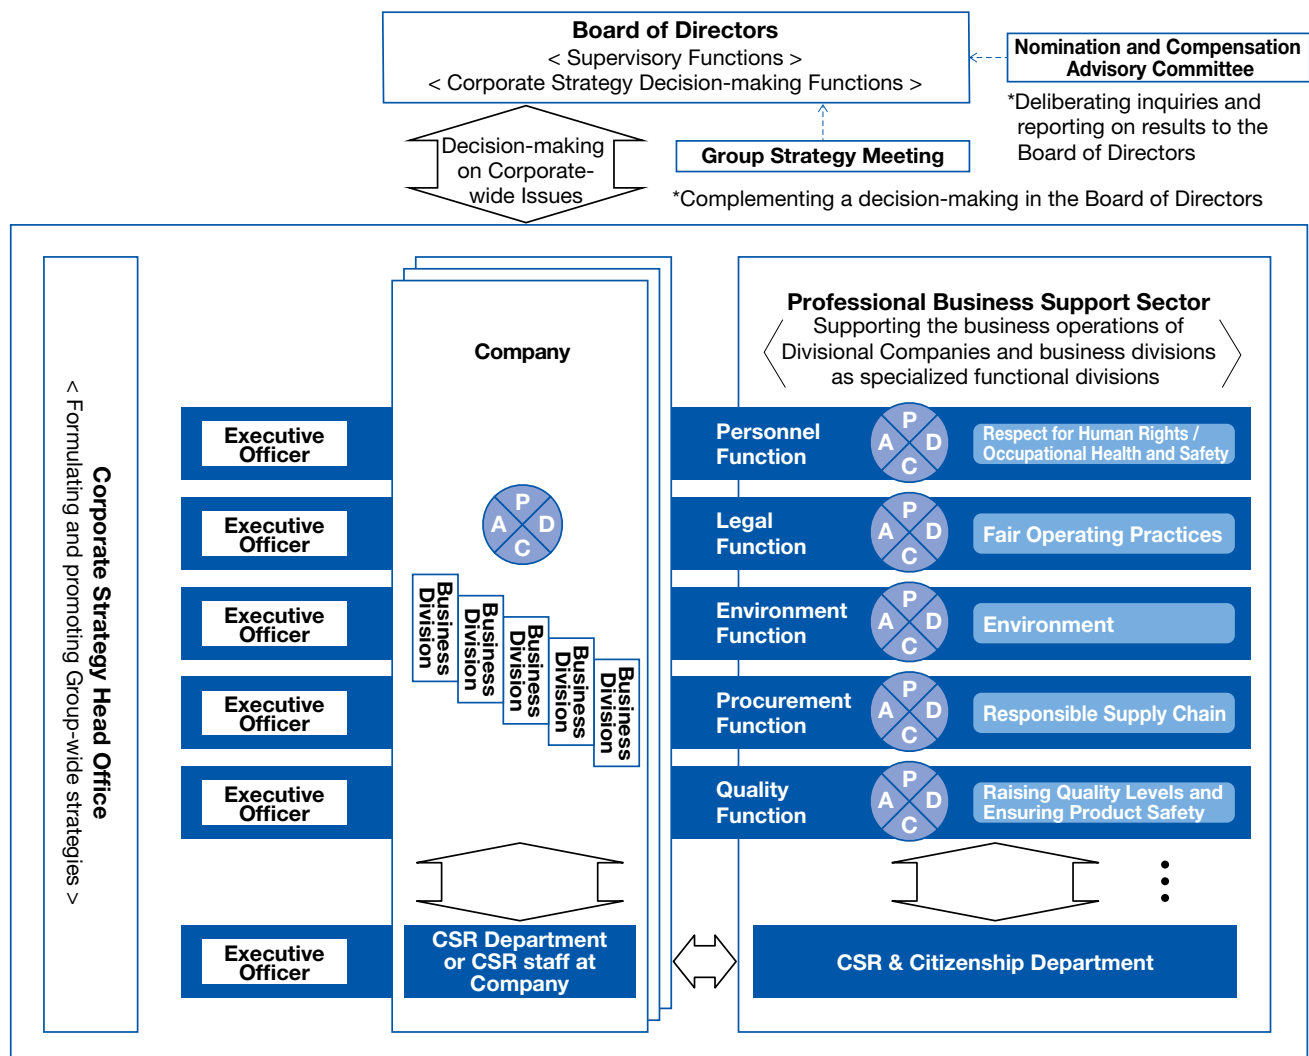 Board of Directors
< Supervisory Functions >
< Corporate Strategy Decision-making Functions >
Nomination and Compensation
Advisory Committee
*Deliberating inquiries and
reporting on results to the
Board of Directors
Decision-making
on Corporate-
wide Issues
Group Strategy Meeting
*Complementing a decision-making in the Board of Directors
Corporate Strategy Head Office
< Formulating and promoting Group-wide strategies >
Company
Professional Business Support Sector
Supporting the business operations of
Divisional Companies and business divisions
as specialized functional divisions
Executive
Officer
Personnel
Function
P
A D
C
Respect for Human Rights /
Occupational Health and Safety
Executive
Officer
P
A D
C
Legal
Function
P
A D
C
Fair Operating Practices
Executive
Officer
Business
Division
Business
Division
Business
Division
Business
Division
Business
Division
Environment
Function
P
A D
C
Environment
Executive
Officer
Procurement
Function
P
A D
C
Responsible Supply Chain
Executive
Officer
Quality
Function
P
A D
C
Raising Quality Levels and
Ensuring Product Safety
Executive
Officer
CSR Department
or CSR staff at
Company
CSR & Citizenship Department